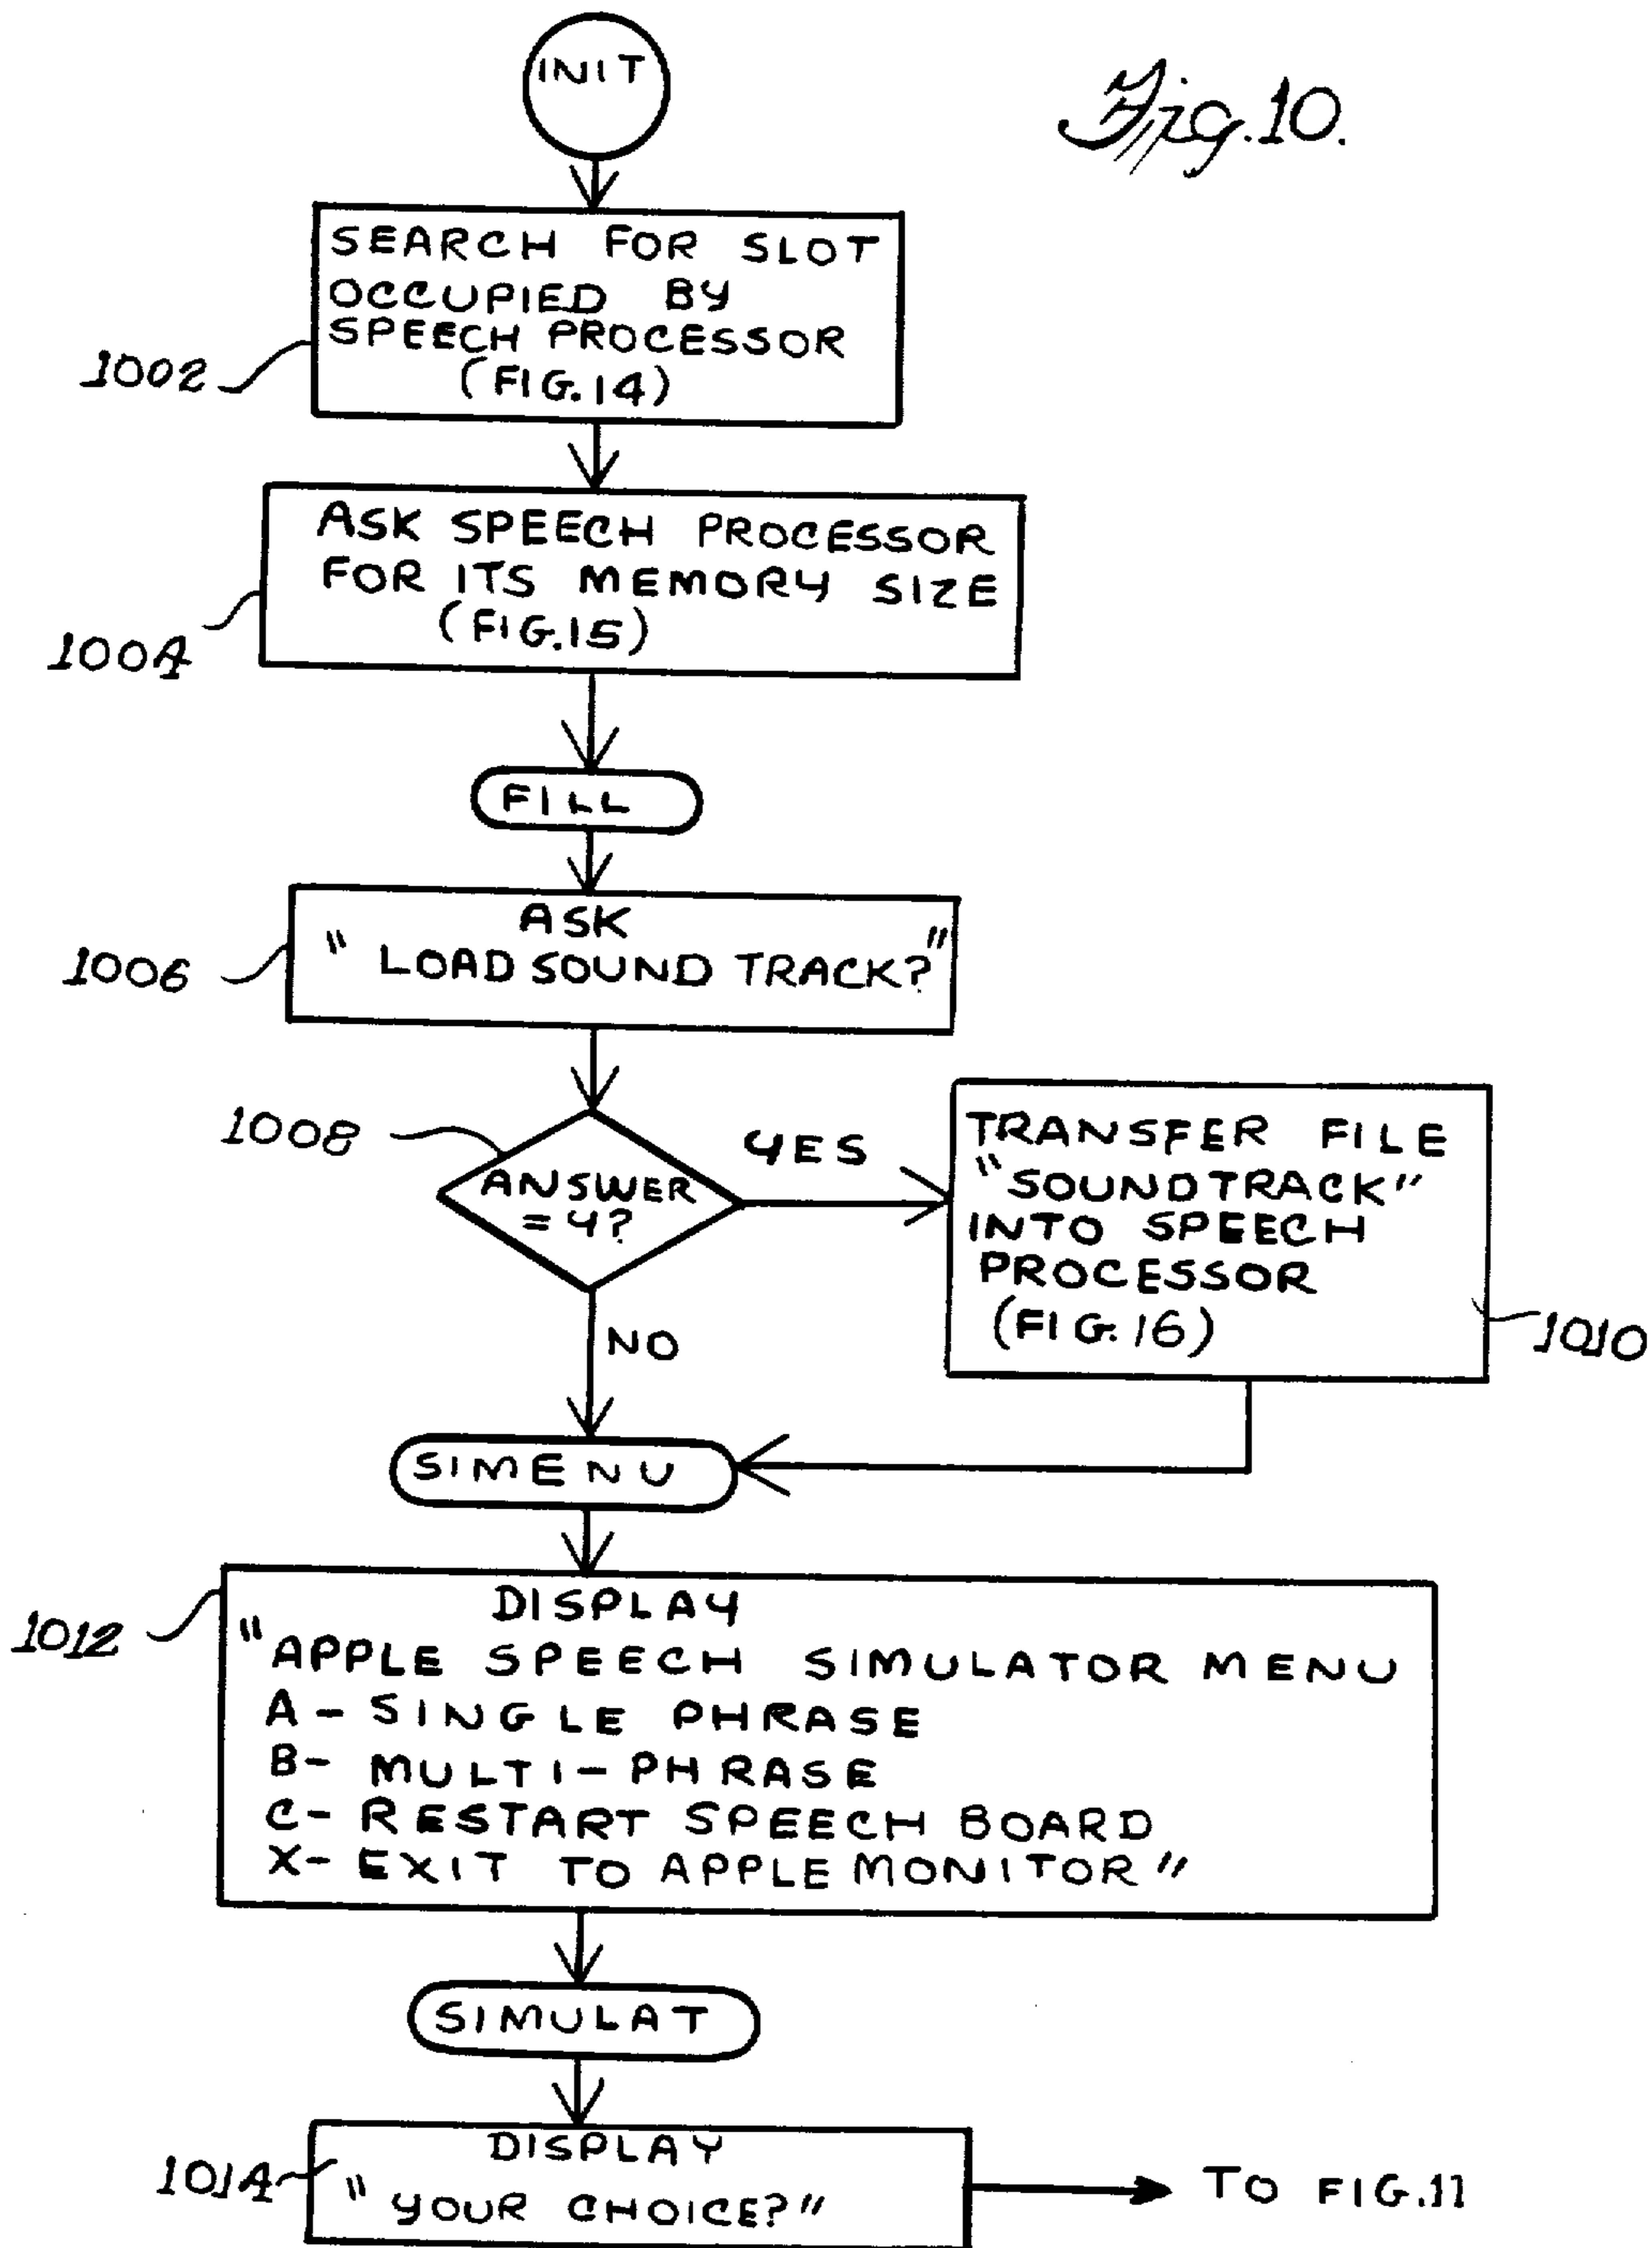 Fig. 10.
INIT
SEARCH FOR SLOT
OCCUPIED BY
SPEECH PROCESSOR
(FIG. 14)
1002
ASK SPEECH PROCESSOR
FOR ITS MEMORY SIZE
(FIG. 15)
1004
FILL
ASK
" LOAD SOUND TRACK? "
1006
1008
ANSWER
= Y?
YES
TRANSFER FILE
"SOUNDTRACK"
INTO SPEECH
PROCESSOR
(FIG. 16)
1010
NO
SIMENU
1012
DISPLAY
"APPLE SPEECH SIMULATOR MENU
A - SINGLE PHRASE
B - MULTI-PHRASE
C - RESTART SPEECH BOARD
X - EXIT TO APPLE MONITOR"
SIMULAT
1014
DISPLAY
" YOUR CHOICE? "
TO FIG. 11